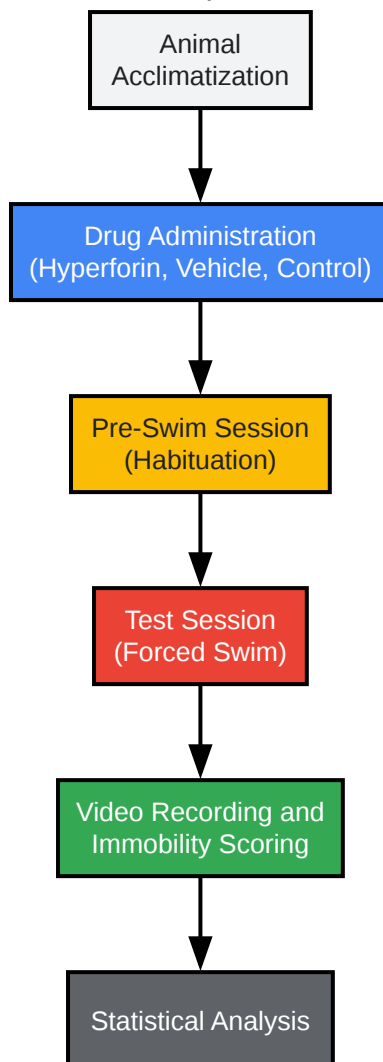 Animal
Acclimatization
Drug Administration
(Hyperforin, Vehicle, Control)
Pre-Swim Session
(Habituation)
Test Session
(Forced Swim)
Video Recording and
Immobility Scoring
Statistical Analysis